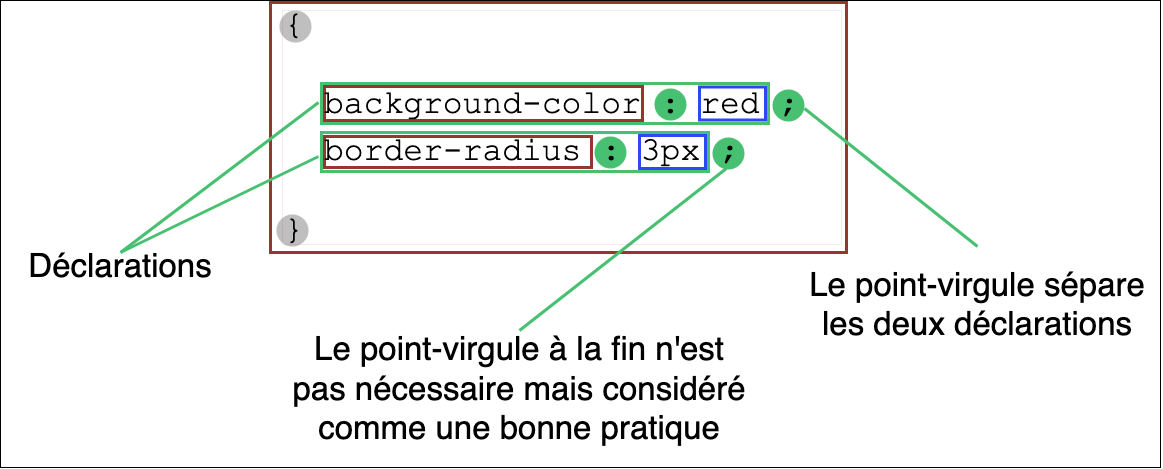 {
background-color : red ;
border-radius : 3px ;
}
Déclarations
Le point-virgule sépare
les deux déclarations
Le point-virgule à la fin n'est
pas nécessaire mais considéré
comme une bonne pratique